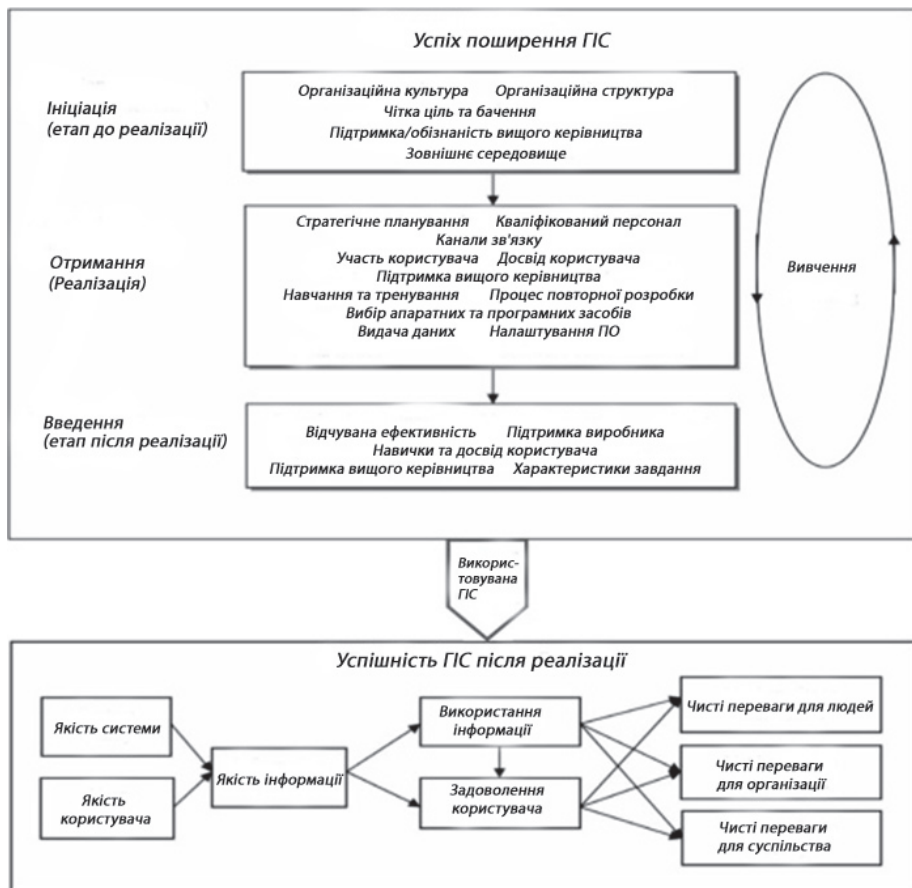 Успіх поширення ГІС
Ініціація
(етап до реалізації)
Організаційна культура Організаційна структура
Чітка ціль та бачення
Підтримка/обізнаність вищого керівництва
Зовнішнє середовище
Отримання
(Реалізація)
Стратегічне планування Кваліфікований персонал
Канали зв'язку
Участь користувача Досвід користувача
Підтримка вищого керівництва
Навчання та тренування Процес повторної розробки
Вибір апаратних та програмних засобів
Видача даних Налаштування ПО
Вивчення
Введення
(етап після реалізації)
Відчувана ефективність Підтримка виробника
Навички та досвід користувача
Підтримка вищого керівництва Характеристики завдання
Викорис-
товувана
ГІС
Успішність ГІС після реалізації
Якість системи
Якість
користувача
Якість інформації
Використання
інформації
Задоволення
користувача
Чисті переваги для людей
Чисті переваги
для організації
Чисті переваги
для суспільства